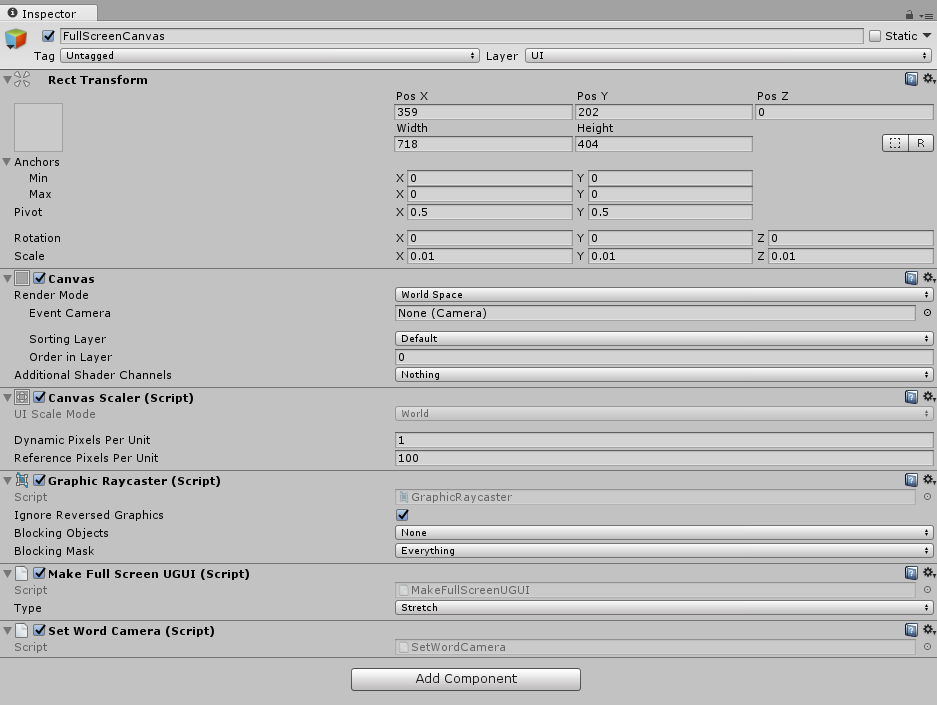 Inspector
FullScreenCanvas Static
Tag Untagged Layer UI
Rect Transform
Pos X Pos Y Pos Z
359 202 0
Width Height
718 404
R
Anchors
Min X 0 Y 0
Max X 0 Y 0
Pivot X 0.5 Y 0.5
Rotation X 0 Y 0 Z 0
Scale X 0.01 Y 0.01 Z 0.01
Canvas
Render Mode World Space
Event Camera None (Camera)
Sorting Layer Default
Order in Layer 0
Additional Shader Channels Nothing
Canvas Scaler (Script)
UI Scale Mode World
Dynamic Pixels Per Unit 1
Reference Pixels Per Unit 100
Graphic Raycaster (Script)
Script GraphicRaycaster
Ignore Reversed Graphics
Blocking Objects None
Blocking Mask Everything
Make Full Screen UGUI (Script)
Script MakeFullScreenUGUI
Type Stretch
Set Word Camera (Script)
Script SetWordCamera
Add Component